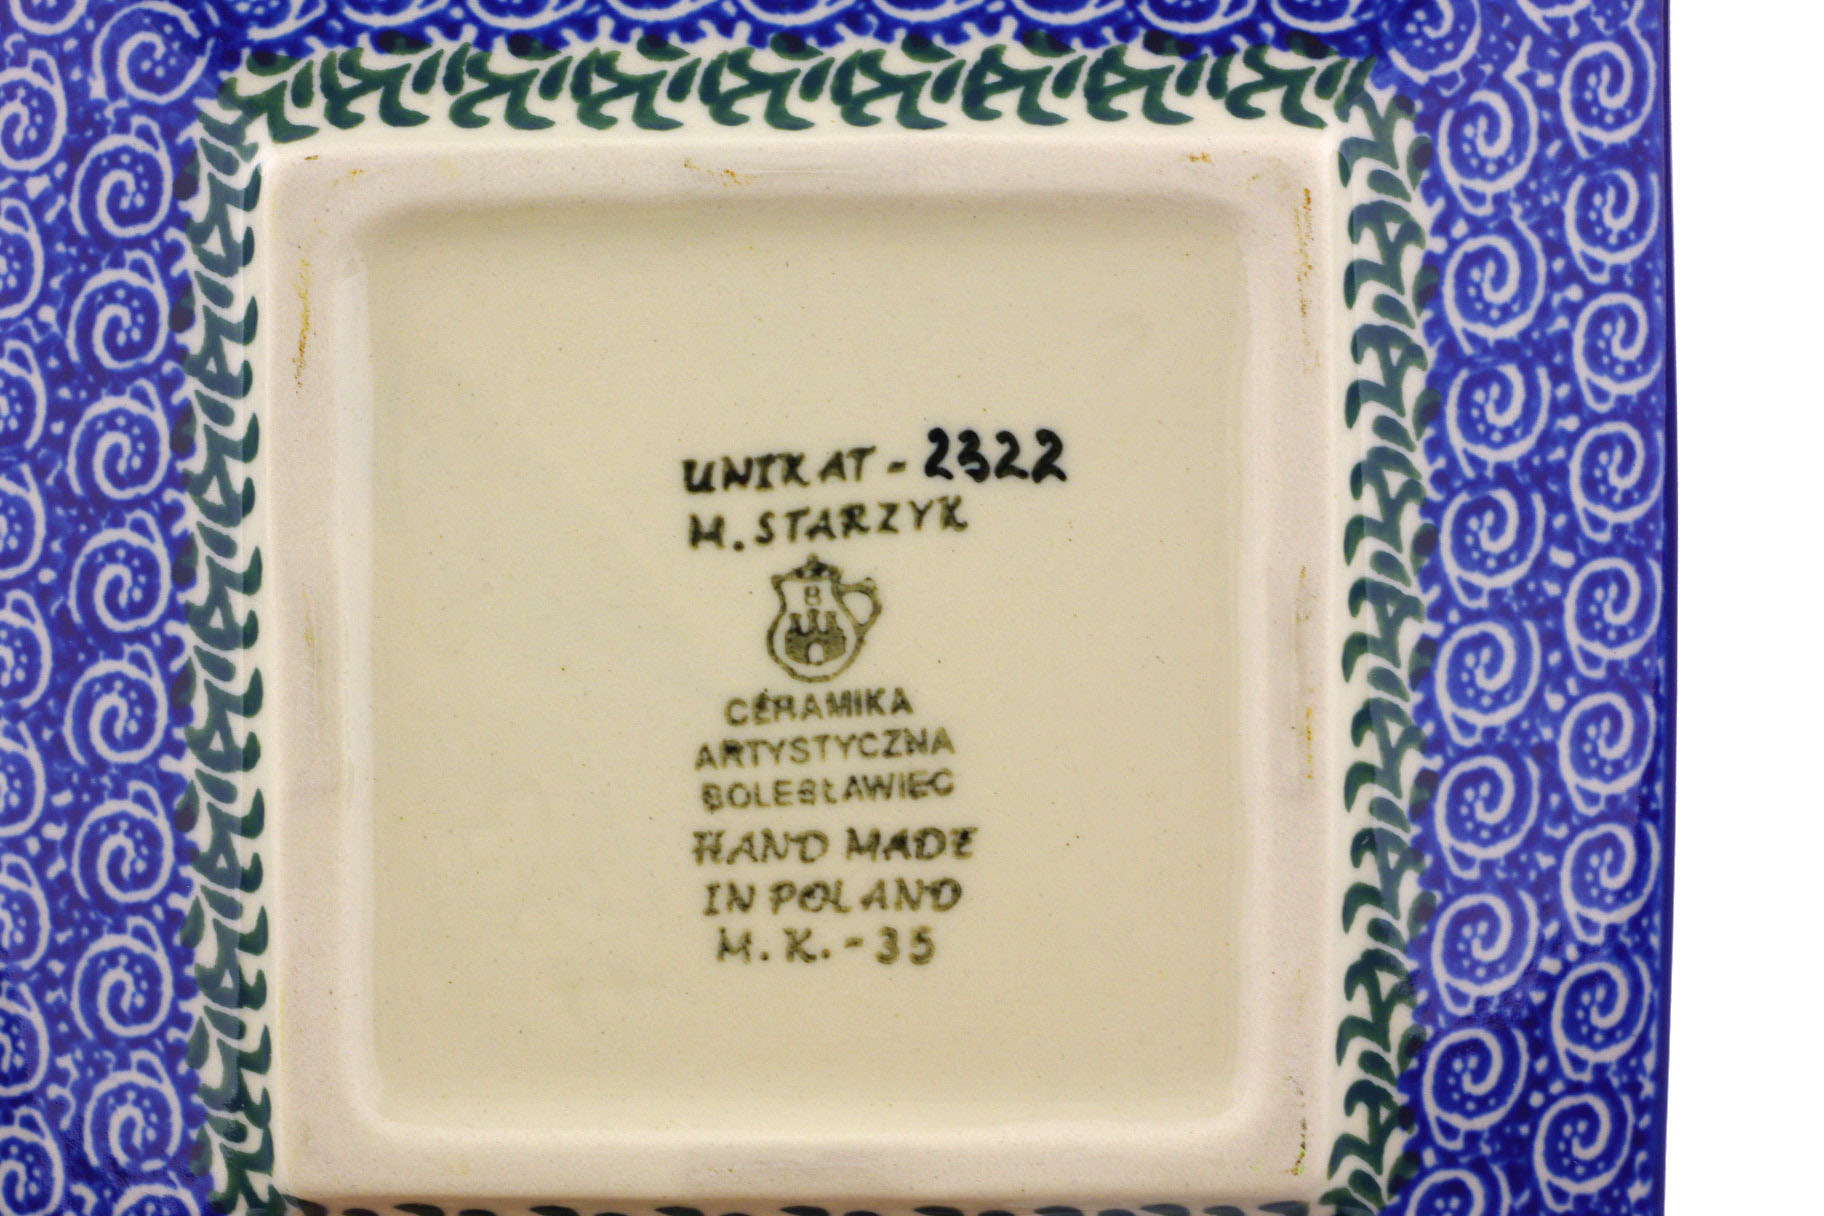 UNIKAT - 2322
M. STARZYK
B
CERAMIKA
ARTYSTYCZNA
BOLESŁAWIEC
HAND MADE
IN POLAND
M. K. - 35